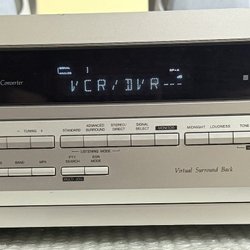 Converter
SP►A
VCR/DVR---
TUNING
STANDARD
ADVANCED
SURROUND
STEREO/
DIRECT
SIGNAL
SELECT
MIDNIGHT
LOUDNESS
TONE
LISTENING MODE
BAND
MPX
PTY
SEARCH
EON
MODE
Virtual Surround Back